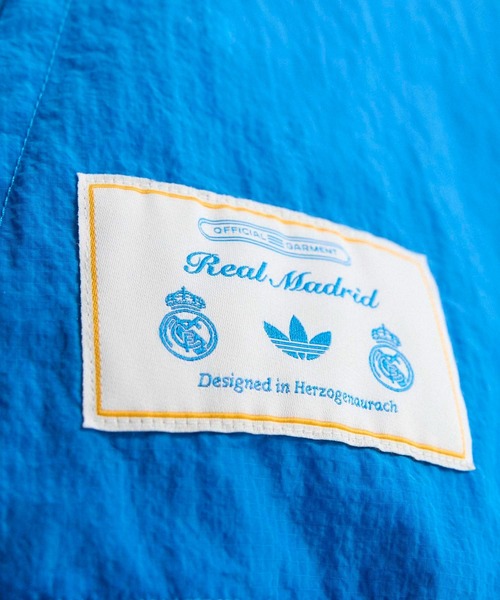 OFFICIAL GARMENT
Real Madrid
Designed in Herzogenaurach